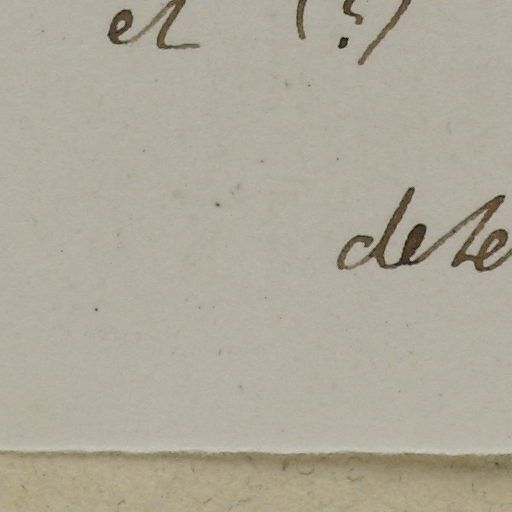 et (?)
dete